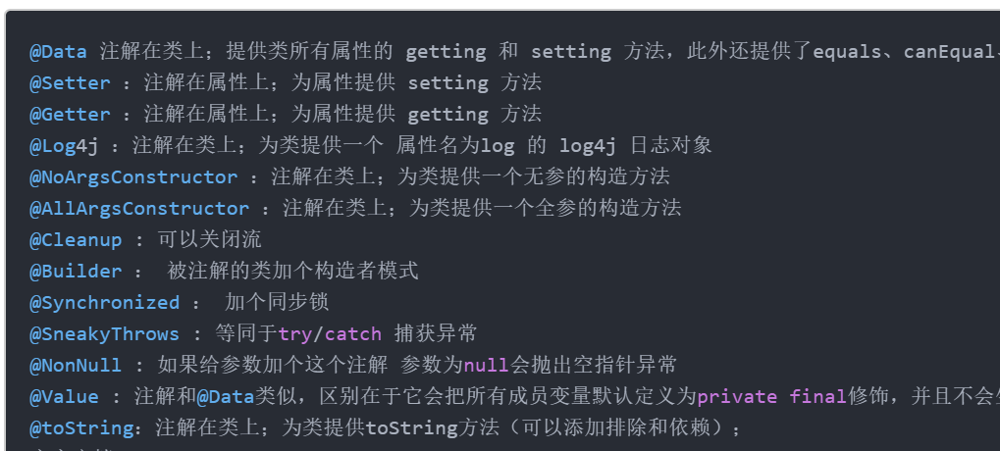 @Data 注解在类上；提供类所有属性的 getting 和 setting 方法，此外还提供了equals、canEqual、
@Setter ：注解在属性上；为属性提供 setting 方法
@Getter ：注解在属性上；为属性提供 getting 方法
@Log4j ：注解在类上；为类提供一个 属性名为log 的 log4j 日志对象
@NoArgsConstructor ：注解在类上；为类提供一个无参的构造方法
@AllArgsConstructor ：注解在类上；为类提供一个全参的构造方法
@Cleanup : 可以关闭流
@Builder ： 被注解的类加个构造者模式
@Synchronized ： 加个同步锁
@SneakyThrows : 等同于try/catch 捕获异常
@NonNull : 如果给参数加个这个注解 参数为null会抛出空指针异常
@Value : 注解和@Data类似，区别在于它会把所有成员变量默认定义为private final修饰，并且不会
@toString：注解在类上；为类提供toString方法（可以添加排除和依赖）；